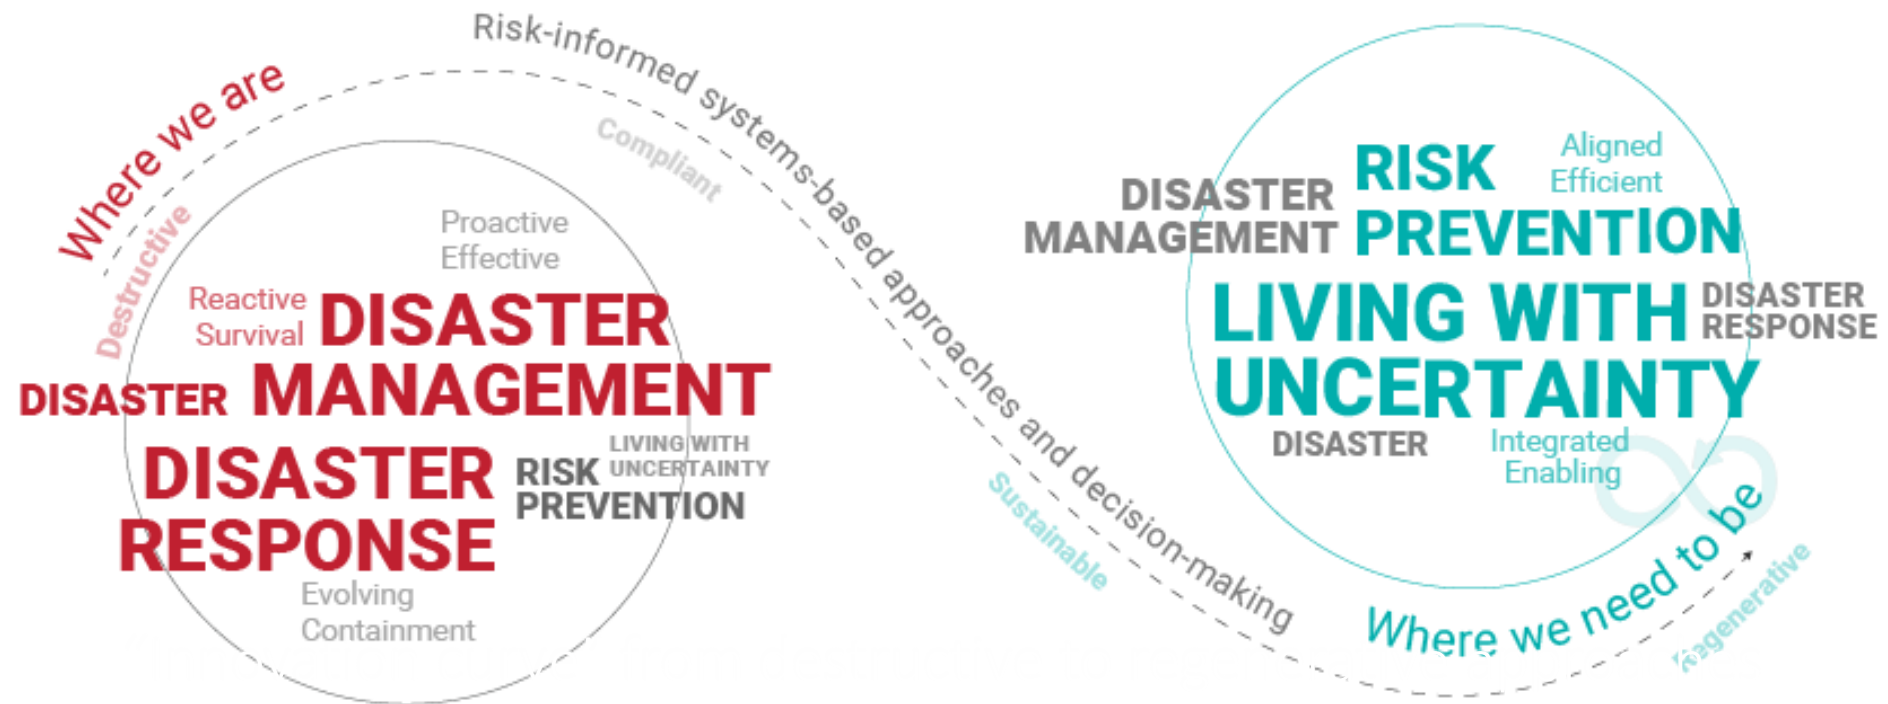 Where we are
Destructive
Risk-informed systems-based approaches and decision-making
Compliant
Proactive
Effective
Reactive
Survival
DISASTER
MANAGEMENT
DISASTER
DISASTER
RESPONSE
RISK
PREVENTION
LIVING WITH
UNCERTAINTY
Evolving
Containment
Sustainable
DISASTER
MANAGEMENT
RISK
PREVENTION
Aligned
Efficient
LIVING WITH
UNCERTAINTY
DISASTER
RESPONSE
DISASTER
Integrated
Enabling
Where we need to be
Regenerative